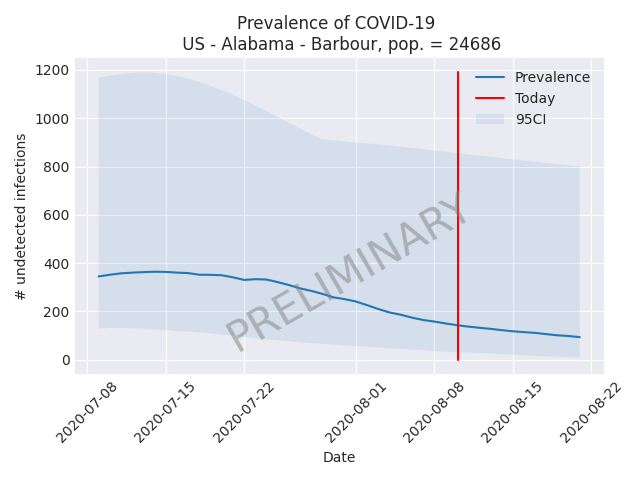 Prevalence of COVID-19
US - Alabama - Barbour, pop. = 24686
1200
1000
800
600
400
200
0
# undetected infections
Prevalence
Today
95CI
PRELIMINARY
2020-07-08
2020-07-15
2020-07-22
2020-08-01
2020-08-08
2020-08-15
2020-08-22
Date